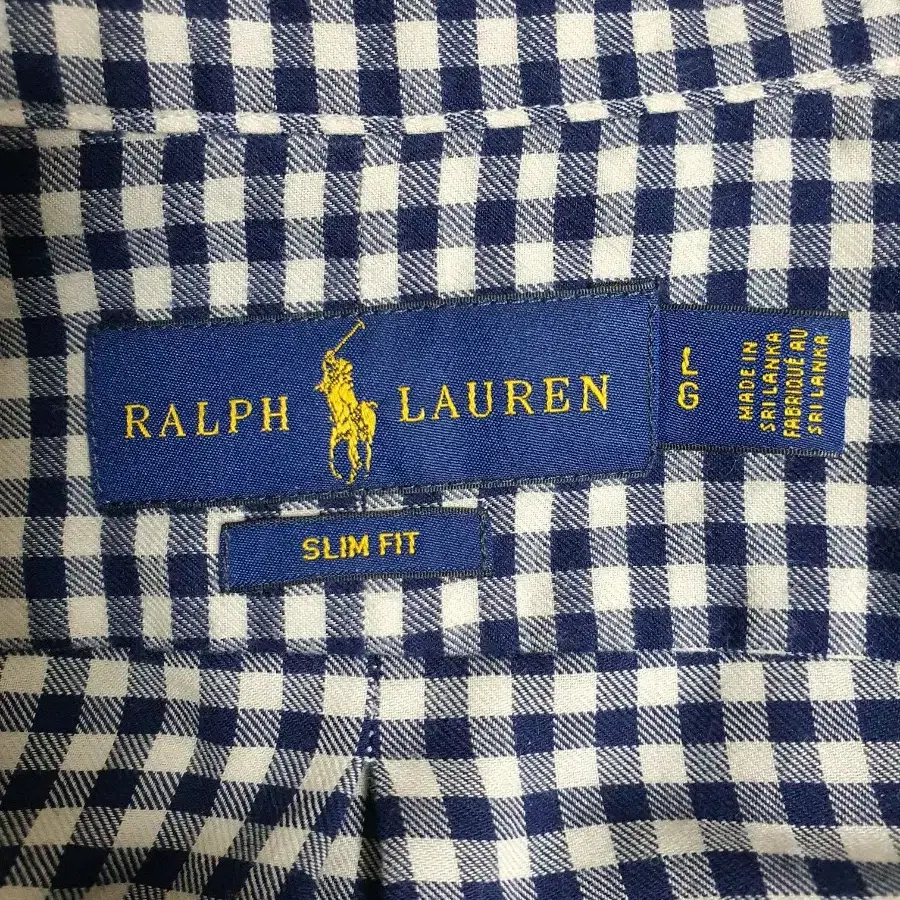 RALPH LAUREN
L
G
MADE IN
SRI LANKA
FABRIQUÉ AU
SRI LANKA
SLIM FIT